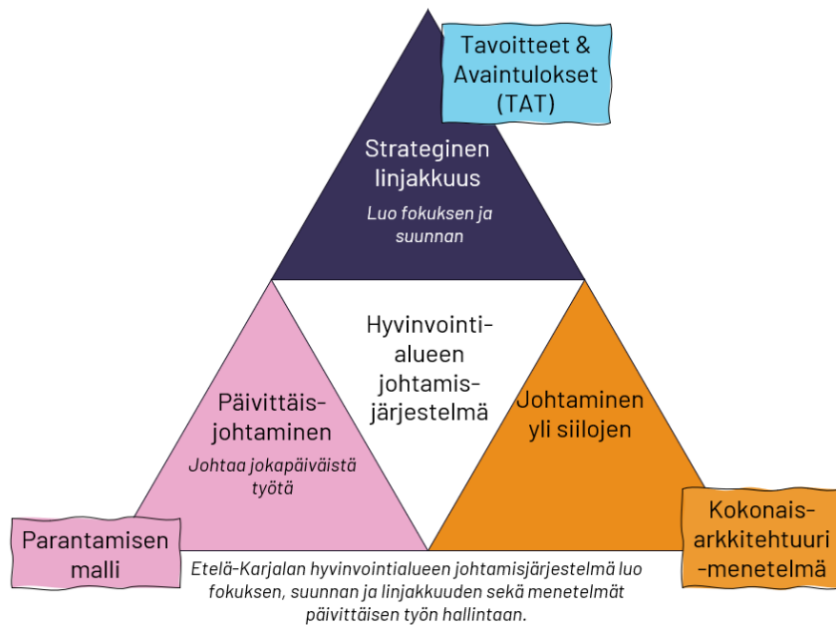 Tavoitteet &
Avaintulokset
(TAT)
Strateginen
linjakkuus
Luo fokuksen ja
suunnan
Hyvinvointi-
alueen
johtamis-
järjestelmä
Päivittäis-
johtaminen
Johtaa jokapäiväistä
työtä
Johtaminen
yli siilojen
Parantamisen
malli
Kokonais-
arkkitehtuuri
-menetelmä
Etelä-Karjalan hyvinvointialueen johtamisjärjestelmä luo
fokuksen, suunnan ja linjakkuuden sekä menetelmät
päivittäisen työn hallintaan.